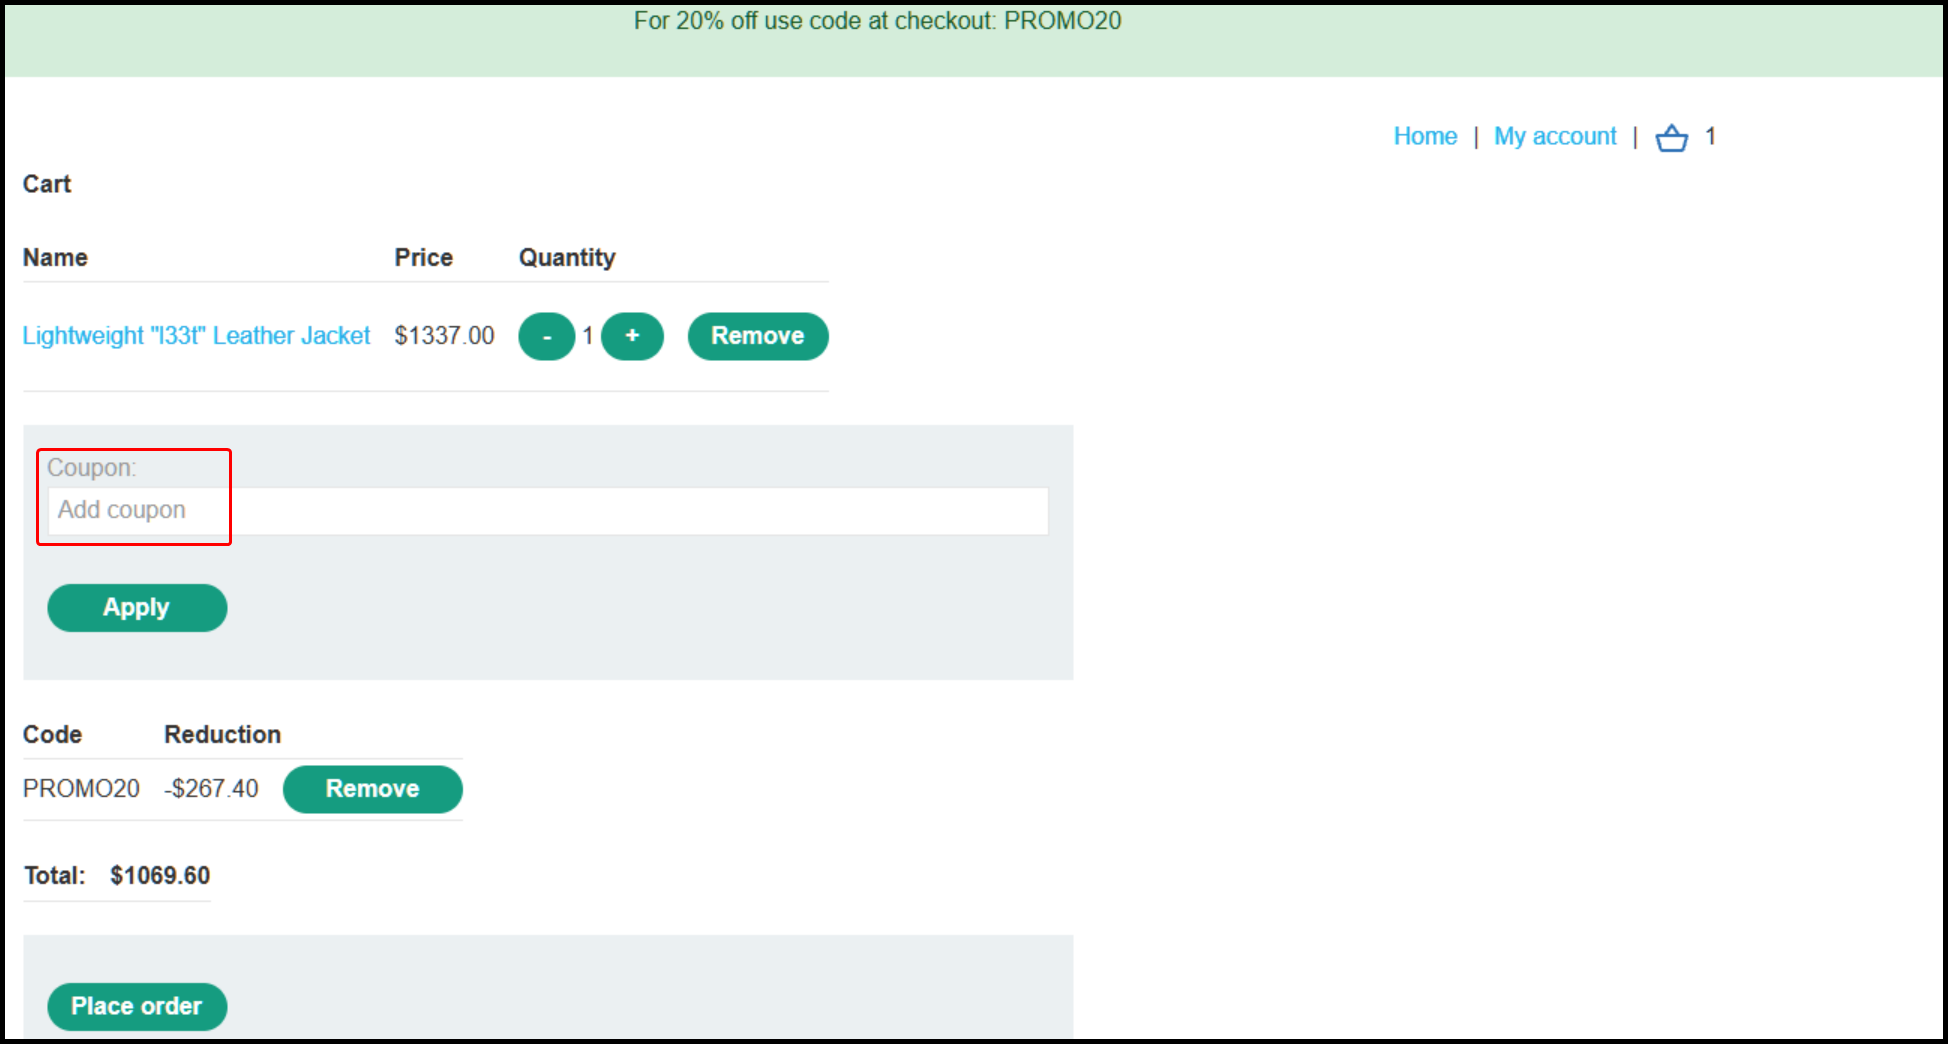 For 20% off use code at checkout: PROMO20
Home | My account | 1
Cart
Name Price Quantity
Lightweight "l33t" Leather Jacket $1337.00 - 1 + Remove
Coupon:
Add coupon
Apply
Code Reduction
PROMO20 -$267.40 Remove
Total: $1069.60
Place order